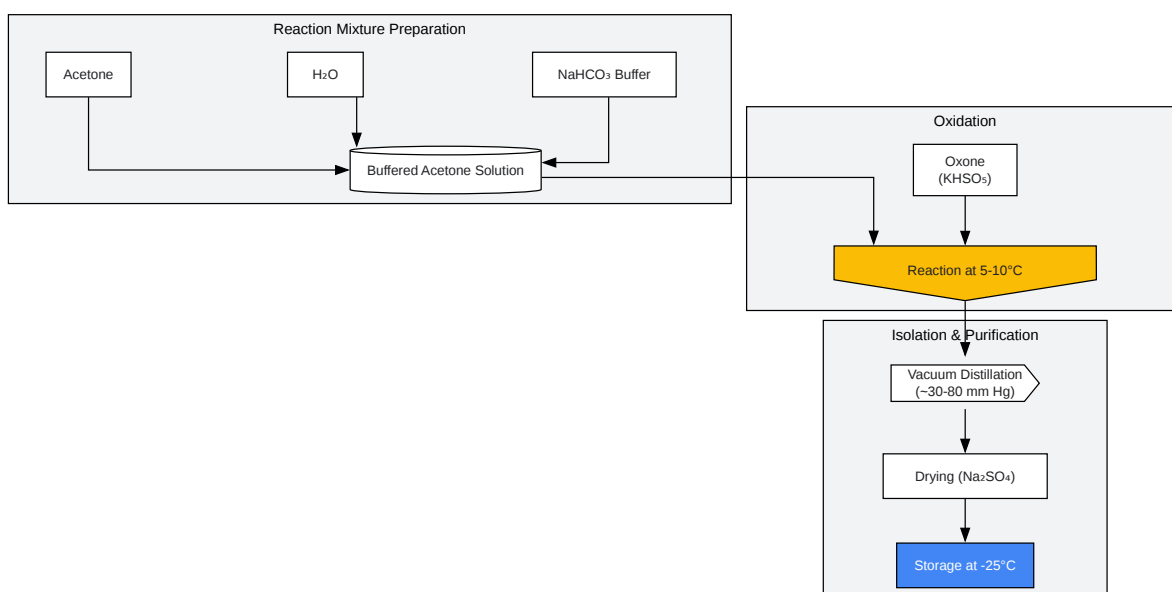 Reaction Mixture Preparation
Acetone
H₂O
NaHCO₃ Buffer
Buffered Acetone Solution
Oxidation
Oxone
(KHSO₅)
Reaction at 5-10°C
Isolation & Purification
Vacuum Distillation
(~30-80 mm Hg)
Drying (Na₂SO₄)
Storage at -25°C